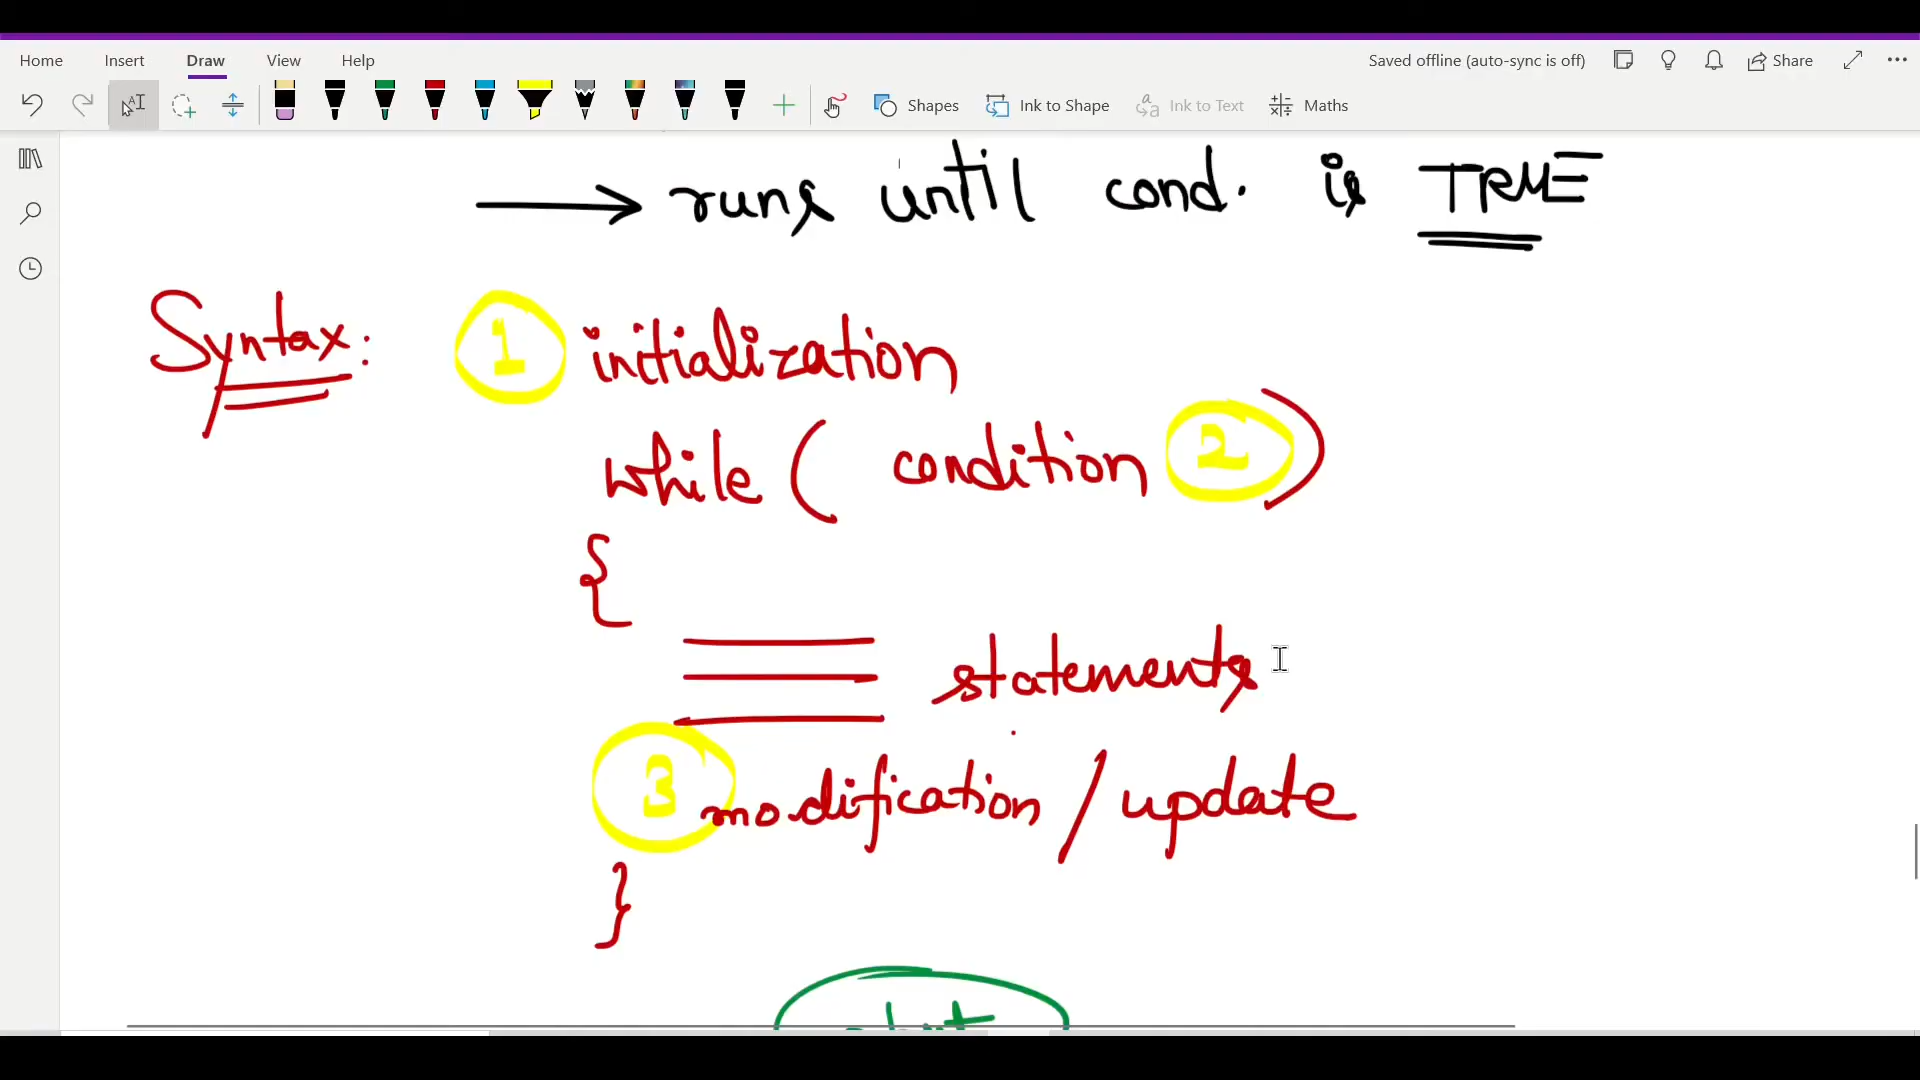 Home Insert Draw View Help Saved offline (auto-sync is off) Share
Shapes Ink to Shape Ink to Text Maths
→ runs until cond. is TRUE
Syntax: 1 initialization
while ( condition 2 )
{
statements
3 modification / update
}